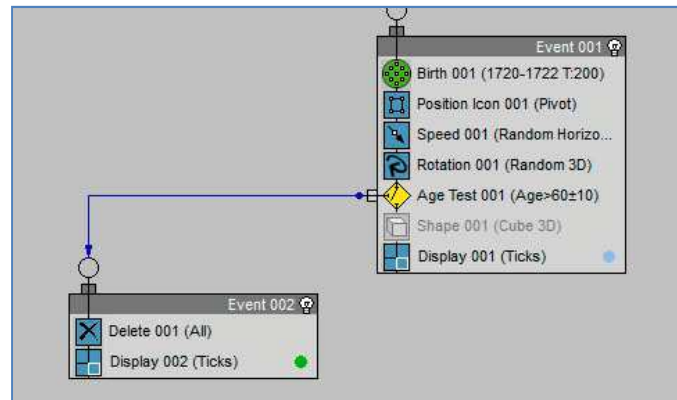 Event 001
Birth 001 (1720-1722 T:200)
Position Icon 001 (Pivot)
Speed 001 (Random Horizo...
Rotation 001 (Random 3D)
Age Test 001 (Age>60±10)
Shape 001 (Cube 3D)
Display 001 (Ticks)
Event 002
Delete 001 (All)
Display 002 (Ticks)